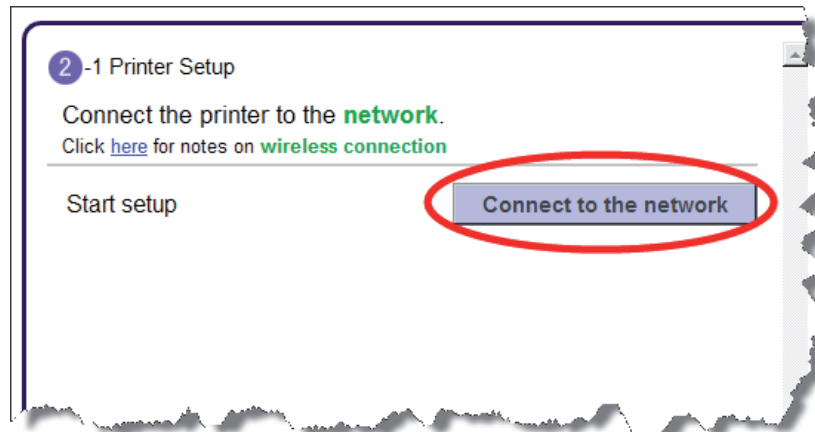 2-1 Printer Setup
Connect the printer to the network.
Click here for notes on wireless connection
Start setup
Connect to the network